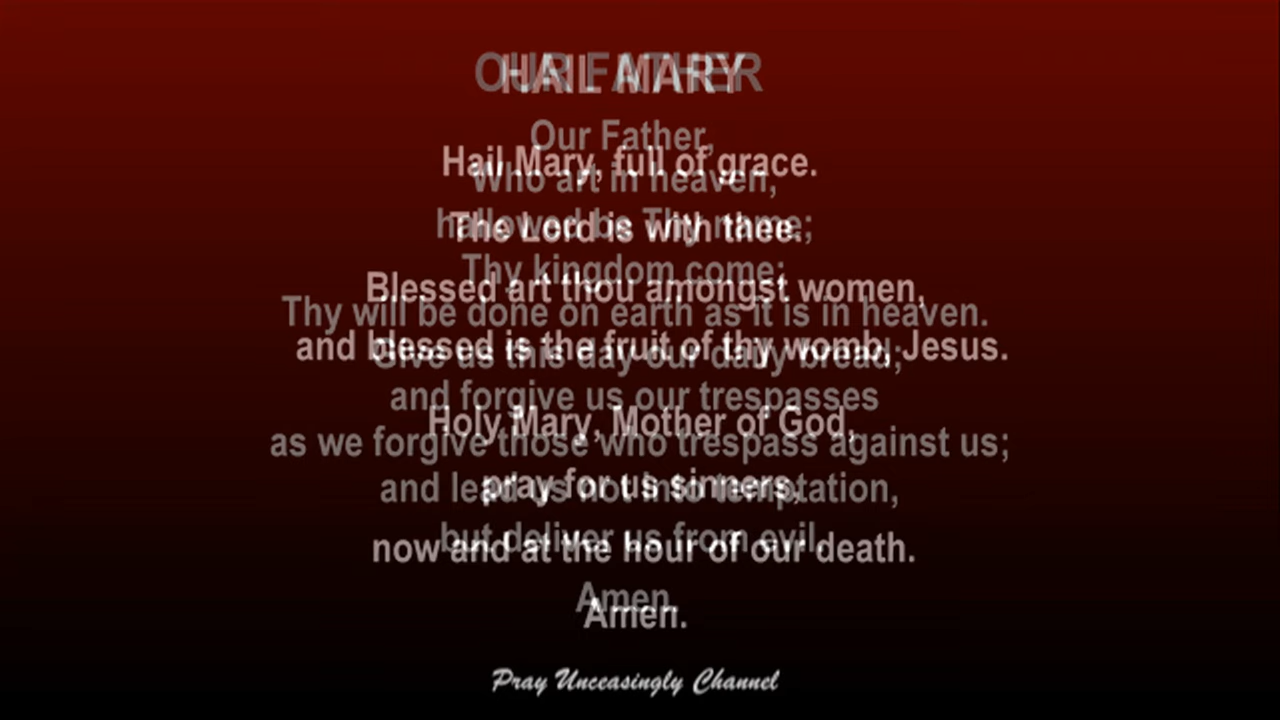 OUR FATHER
HAIL MARY
Our Father,
Hail Mary, full of grace.
Who art in heaven,
hallowed be Thy name;
The Lord is with thee.
Thy kingdom come;
Blessed art thou amongst women,
Thy will be done on earth as it is in heaven.
and blessed is the fruit of thy womb, Jesus.
Give us this day our daily bread;
and forgive us our trespasses
Holy Mary, Mother of God,
as we forgive those who trespass against us;
pray for us sinners,
and lead us not into temptation,
but deliver us from evil.
now and at the hour of our death.
Amen.
Amen.
Pray Unceasingly Channel